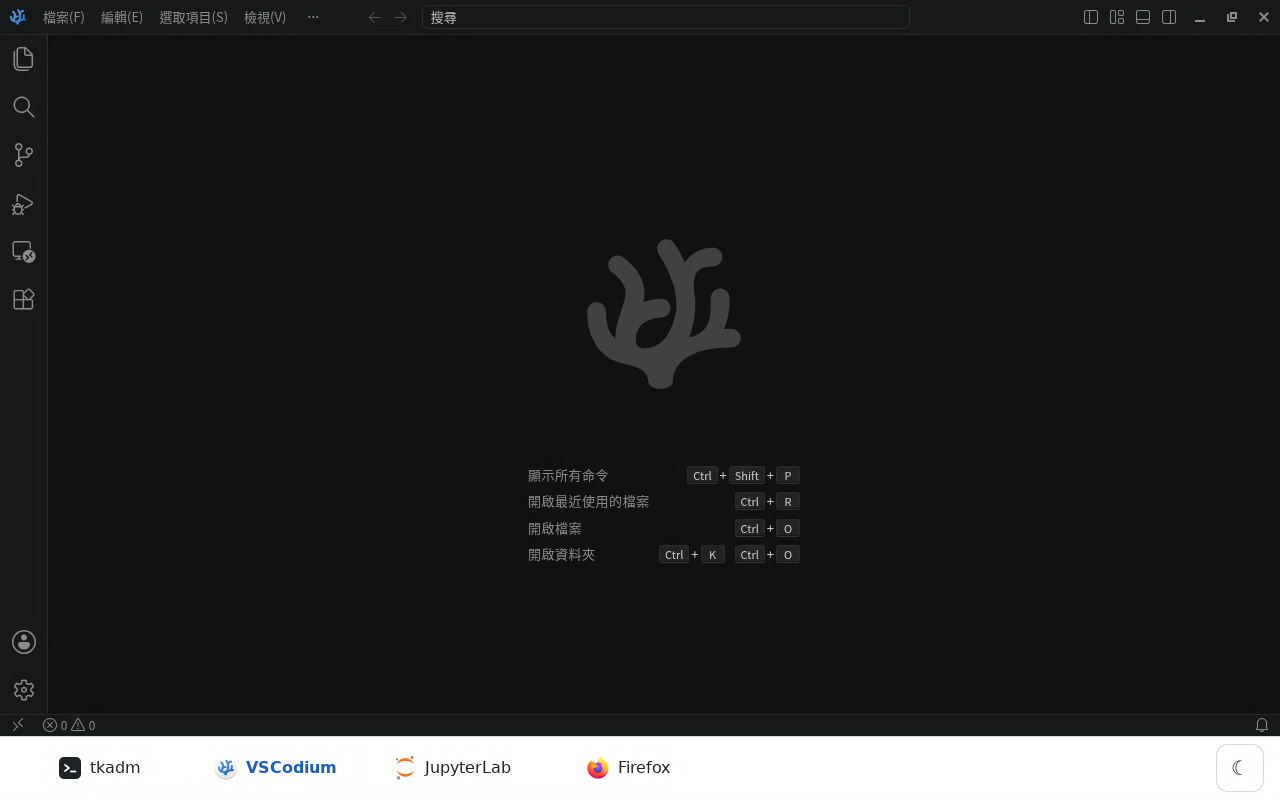 檔案(F) 編輯(E) 選取項目(S) 檢視(V) ⋯ 搜尋
顯示所有命令 Ctrl + Shift + P
開啟最近使用的檔案 Ctrl + R
開啟檔案 Ctrl + O
開啟資料夾 Ctrl + K Ctrl + O
0 0
tkadm VSCodium JupyterLab Firefox